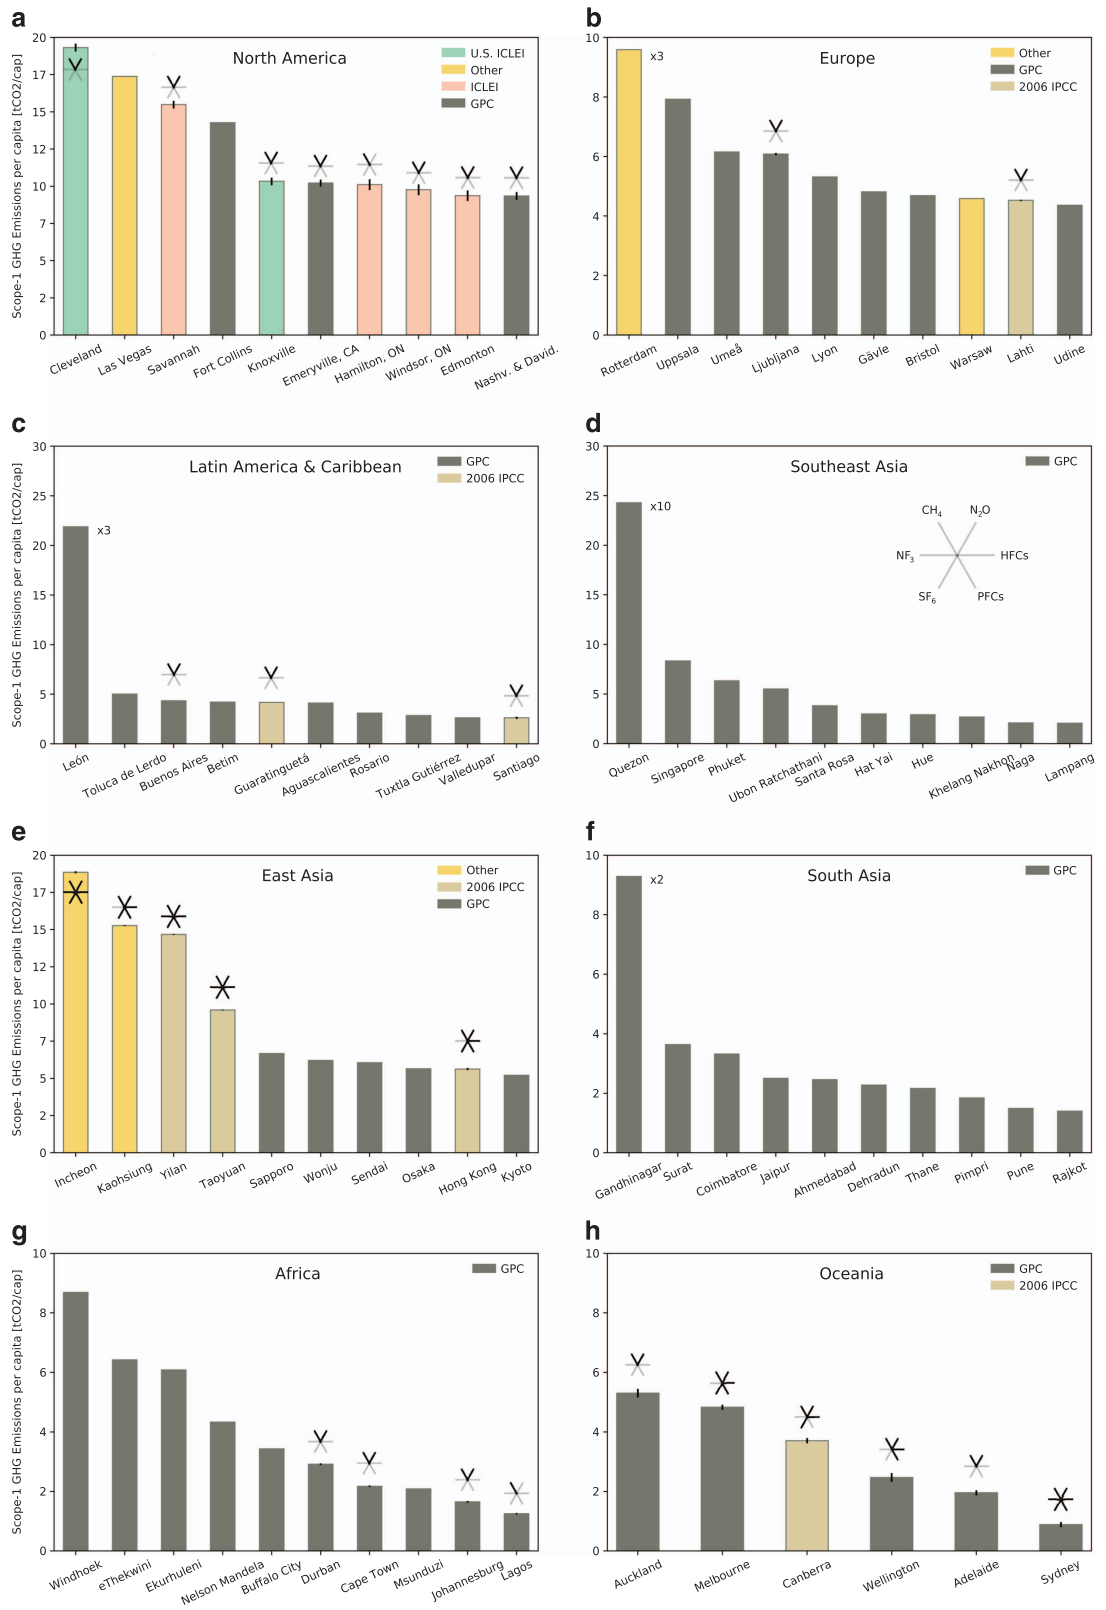 a
Scope-1 GHG Emissions per capita [tCO2/cap]
20
17
15
12
10
7
5
2
0
North America
U.S. ICLEI
Other
ICLEI
GPC
x Cleveland
Las Vegas
Savannah
Fort Collins
Knoxville
Emeryville, CA
Hamilton, ON
Windsor, ON
Edmonton
Nashv. & David.
b
10
8
6
4
2
0
x3
Europe
Other
GPC
2006 IPCC
Rotterdam
Uppsala
Umeå
Ljubljana
Lyon
Gävle
Bristol
Warsaw
Lahti
Udine
c
Scope-1 GHG Emissions per capita [tCO2/cap]
30
25
20
15
10
5
0
Latin America & Caribbean
GPC
2006 IPCC
x3
León
Toluca de Lerdo
Buenos Aires
Betim
Guaratinguetá
Aguascalientes
Rosario
Tuxtla Gutiérrez
Valledupar
Santiago
d
30
25
20
15
10
5
0
Southeast Asia
GPC
x10
CH4
N2O
NF3
HFCs
SF6
PFCs
Quezon
Singapore
Phuket
Ubon Ratchathani
Santa Rosa
Hat Yai
Hue
Khelang Nakhon
Naga
Lampang
e
Scope-1 GHG Emissions per capita [tCO2/cap]
20
17
15
12
10
7
5
2
0
East Asia
Other
2006 IPCC
GPC
Incheon
Kaohsiung
Yilan
Taoyuan
Sapporo
Wonju
Sendai
Osaka
Hong Kong
Kyoto
f
10
8
6
4
2
0
x2
South Asia
GPC
Gandhinagar
Surat
Coimbatore
Jaipur
Ahmedabad
Dehradun
Thane
Pimpri
Pune
Rajkot
g
Scope-1 GHG Emissions per capita [tCO2/cap]
10
8
6
4
2
0
Africa
GPC
Windhoek
eThekwini
Ekurhuleni
Nelson Mandela
Buffalo City
Durban
Cape Town
Msunduzi
Johannesburg
Lagos
h
10
8
6
4
2
0
Oceania
GPC
2006 IPCC
Auckland
Melbourne
Canberra
Wellington
Adelaide
Sydney